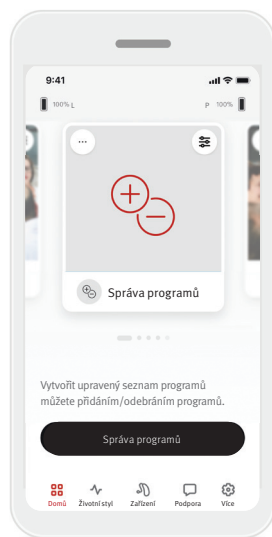 9:41
100% L P 100%
Správa programů
Vytvořit upravený seznam programů
můžete přidáním/odebráním programů.
Správa programů
Domů Životní styl Zařízení Podpora Více